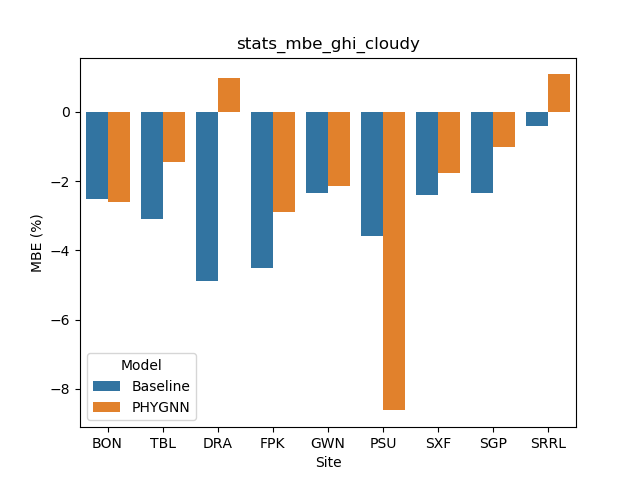 stats_mbe_ghi_cloudy
MBE (%)
0
−2
−4
−6
−8
Model
Baseline
PHYGNN
BON TBL DRA FPK GWN PSU SXF SGP SRRL
Site